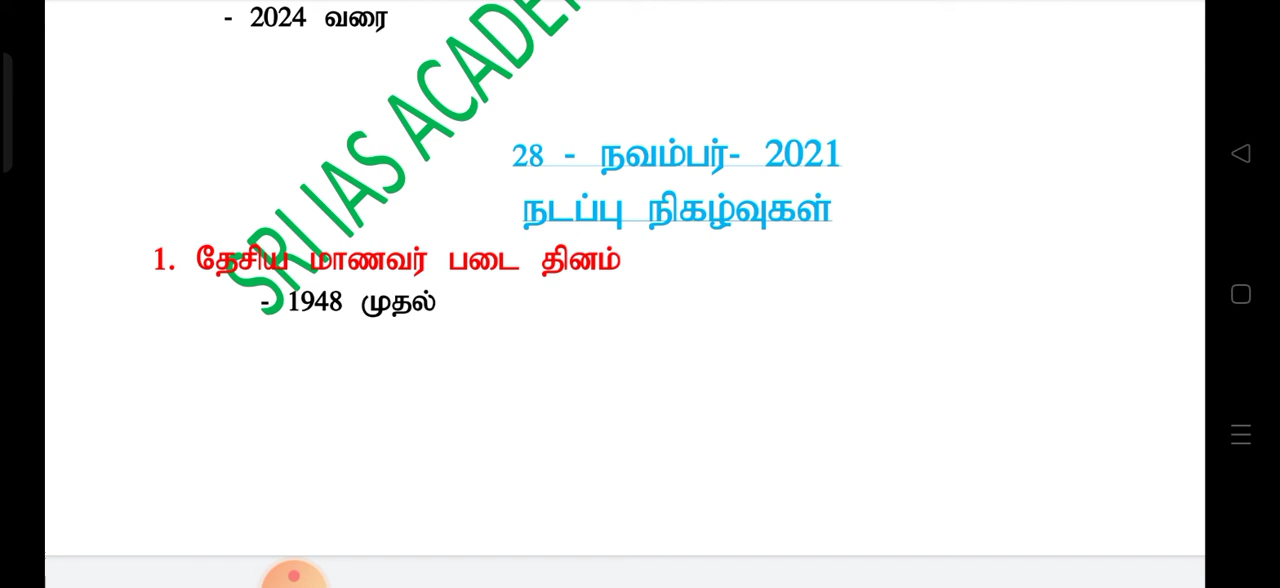 - 2024 வரை
SRI IAS ACADE
28 - நவம்பர்- 2021
நடப்பு நிகழ்வுகள்
1. தேசிய மாணவர் படை தினம்
- 1948 முதல்